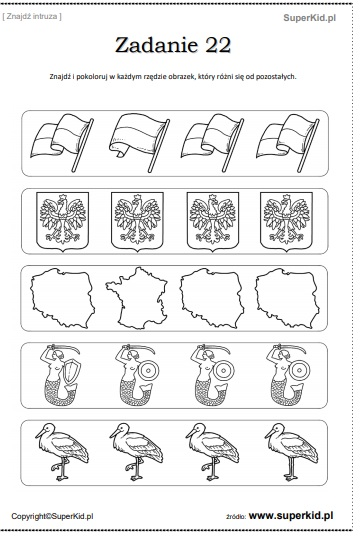 [ Znajdź intruza ]
SuperKid.pl
Zadanie 22
Znajdź i pokoloruj w każdym rzędzie obrazek, który różni się od pozostałych.
Copyright©SuperKid.pl
źródło: www.superkid.pl